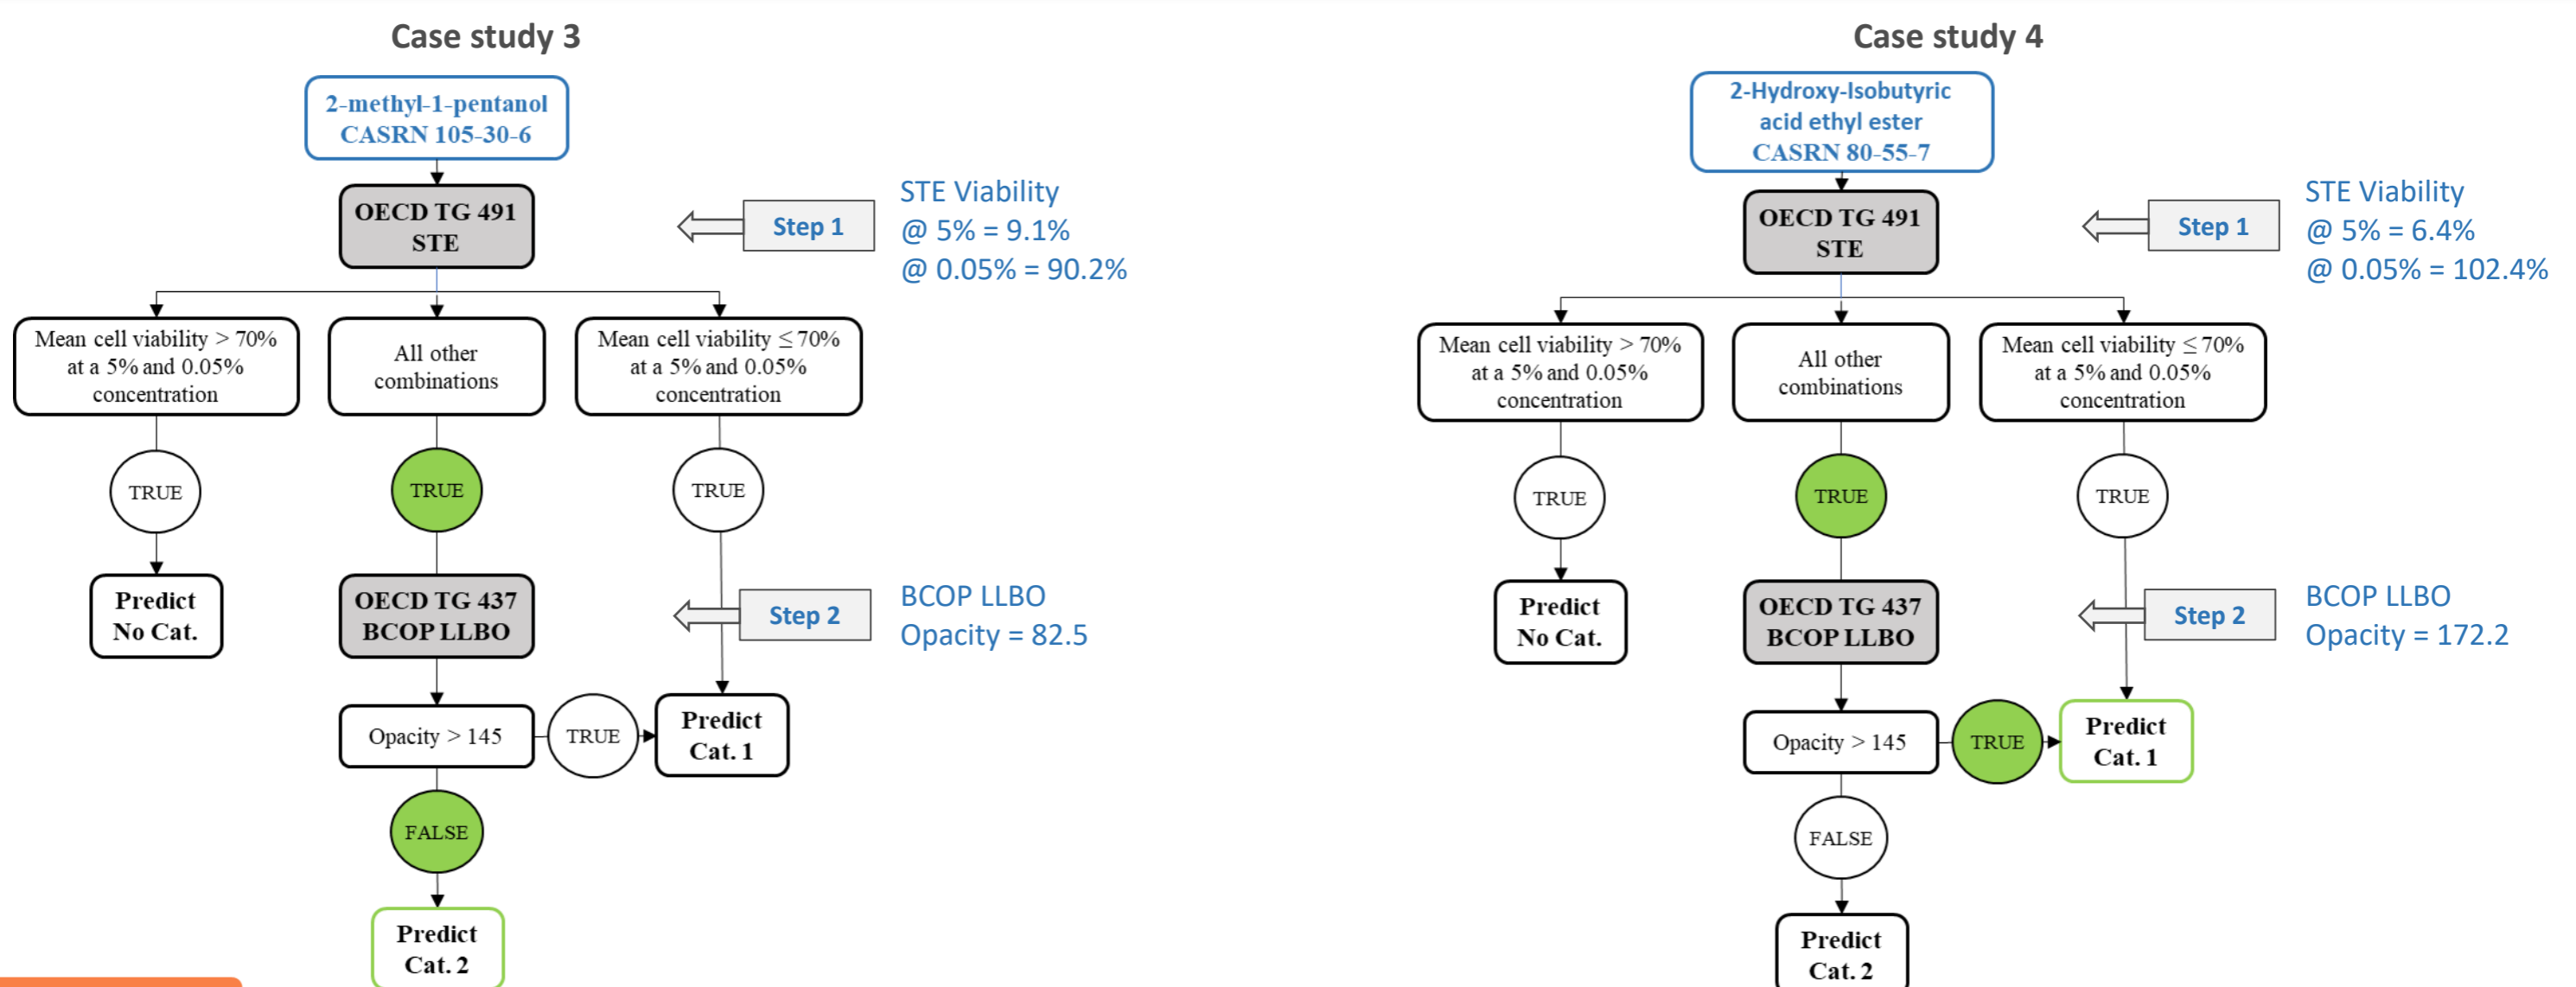 Case study 3
2-methyl-1-pentanol
CASRN 105-30-6
OECD TG 491
STE
Step 1
STE Viability
@ 5% = 9.1%
@ 0.05% = 90.2%
Mean cell viability > 70%
at a 5% and 0.05%
concentration
All other
combinations
Mean cell viability ≤ 70%
at a 5% and 0.05%
concentration
TRUE
TRUE
TRUE
Predict
No Cat.
OECD TG 437
BCOP LLBO
Step 2
BCOP LLBO
Opacity = 82.5
Opacity > 145
TRUE
Predict
Cat. 1
FALSE
Predict
Cat. 2
Case study 4
2-Hydroxy-Isobutyric
acid ethyl ester
CASRN 80-55-7
OECD TG 491
STE
Step 1
STE Viability
@ 5% = 6.4%
@ 0.05% = 102.4%
Mean cell viability > 70%
at a 5% and 0.05%
concentration
All other
combinations
Mean cell viability ≤ 70%
at a 5% and 0.05%
concentration
TRUE
TRUE
TRUE
Predict
No Cat.
OECD TG 437
BCOP LLBO
Step 2
BCOP LLBO
Opacity = 172.2
Opacity > 145
TRUE
Predict
Cat. 1
FALSE
Predict
Cat. 2